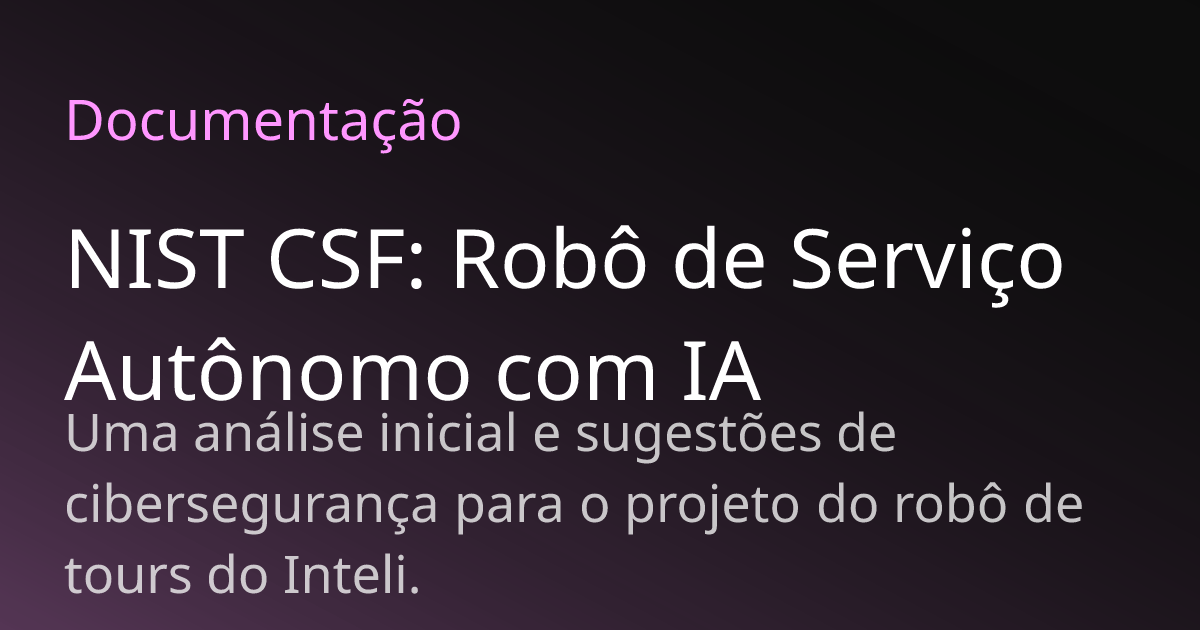 Documentação
NIST CSF: Robô de Serviço
Autônomo com IA
Uma análise inicial e sugestões de
cibersegurança para o projeto do robô de
tours do Inteli.